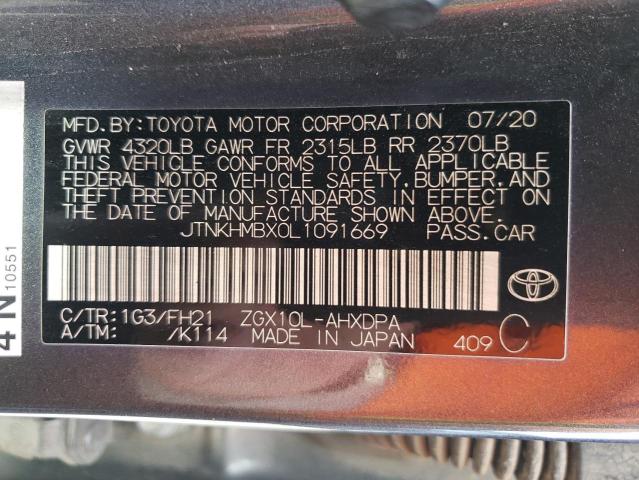 MFD.BY:TOYOTA MOTOR CORPORATION 07/20
GVWR 4320LB GAWR FR 2315LB RR 2370LB
THIS VEHICLE CONFORMS TO ALL APPLICABLE
FEDERAL MOTOR VEHICLE SAFETY, BUMPER, AND
THEFT PREVENTION STANDARDS IN EFFECT ON
THE DATE OF MANUFACTURE SHOWN ABOVE.
JTNKHMBX0L1091669 PASS.CAR
C/TR:1G3/FH21 ZGX10L-AHXDPA
A/TM: /K114 MADE IN JAPAN 409 C
4 N 10551